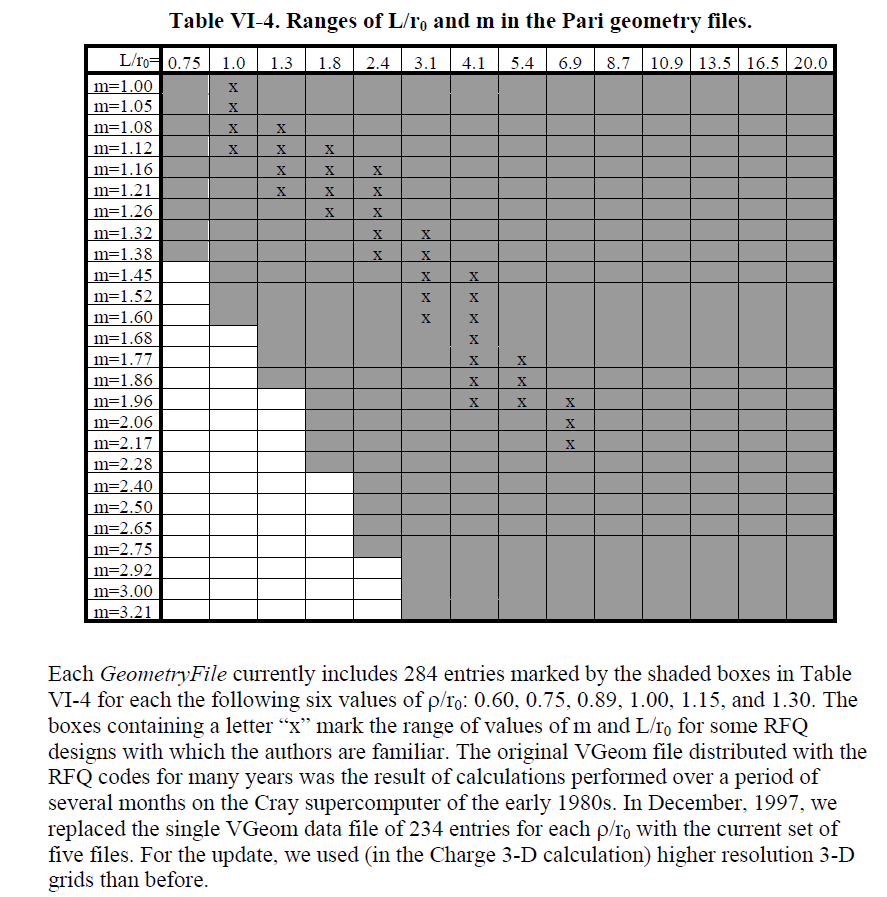 Table VI-4. Ranges of L/r₀ and m in the Pari geometry files.
L/r₀= 0.75 1.0 1.3 1.8 2.4 3.1 4.1 5.4 6.9 8.7 10.9 13.5 16.5 20.0
m=1.00 x
m=1.05 x
m=1.08 x x
m=1.12 x x x
m=1.16 x x x
m=1.21 x x x
m=1.26 x x
m=1.32 x x
m=1.38 x x
m=1.45 x x
m=1.52 x x
m=1.60 x x
m=1.68 x
m=1.77 x x
m=1.86 x x
m=1.96 x x x
m=2.06 x
m=2.17 x
m=2.28
m=2.40
m=2.50
m=2.65
m=2.75
m=2.92
m=3.00
m=3.21
Each GeometryFile currently includes 284 entries marked by the shaded boxes in Table
VI-4 for each the following six values of ρ/r₀: 0.60, 0.75, 0.89, 1.00, 1.15, and 1.30. The
boxes containing a letter “x” mark the range of values of m and L/r₀ for some RFQ
designs with which the authors are familiar. The original VGeom file distributed with the
RFQ codes for many years was the result of calculations performed over a period of
several months on the Cray supercomputer of the early 1980s. In December, 1997, we
replaced the single VGeom data file of 234 entries for each ρ/r₀ with the current set of
five files. For the update, we used (in the Charge 3-D calculation) higher resolution 3-D
grids than before.